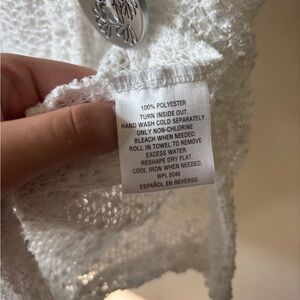 100% POLYESTER
TURN INSIDE OUT.
HAND WASH COLD SEPARATELY.
ONLY NON-CHLORINE
BLEACH WHEN NEEDED.
ROLL IN TOWEL TO REMOVE
EXCESS WATER.
RESHAPE DRY FLAT.
COOL IRON WHEN NEEDED.
WPL 8046
ESPAÑOL EN REVERSO